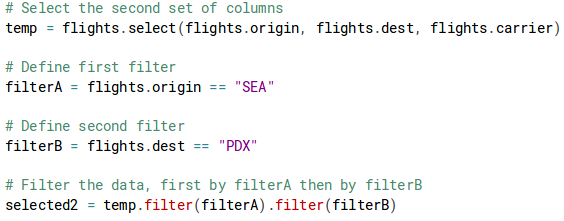 # Select the second set of columns
temp = flights.select(flights.origin, flights.dest, flights.carrier)
# Define first filter
filterA = flights.origin == "SEA"
# Define second filter
filterB = flights.dest == "PDX"
# Filter the data, first by filterA then by filterB
selected2 = temp.filter(filterA).filter(filterB)